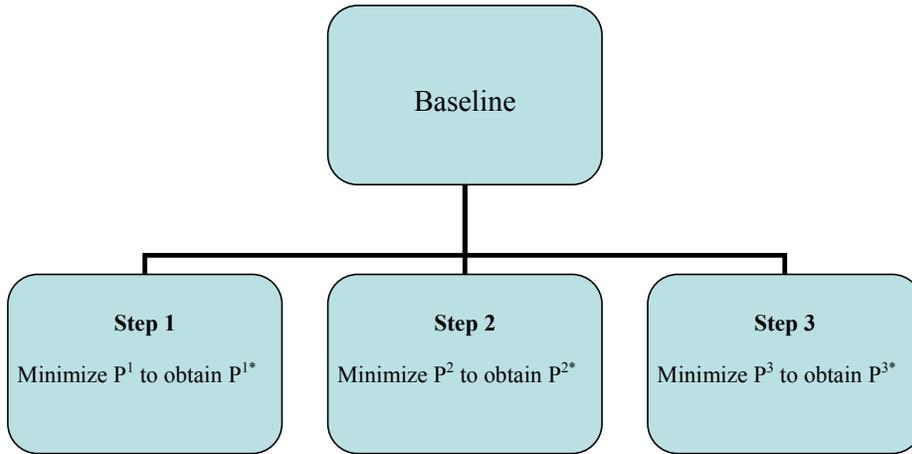 Baseline
Step 1
Minimize P¹ to obtain P¹*
Step 2
Minimize P² to obtain P²*
Step 3
Minimize P³ to obtain P³*